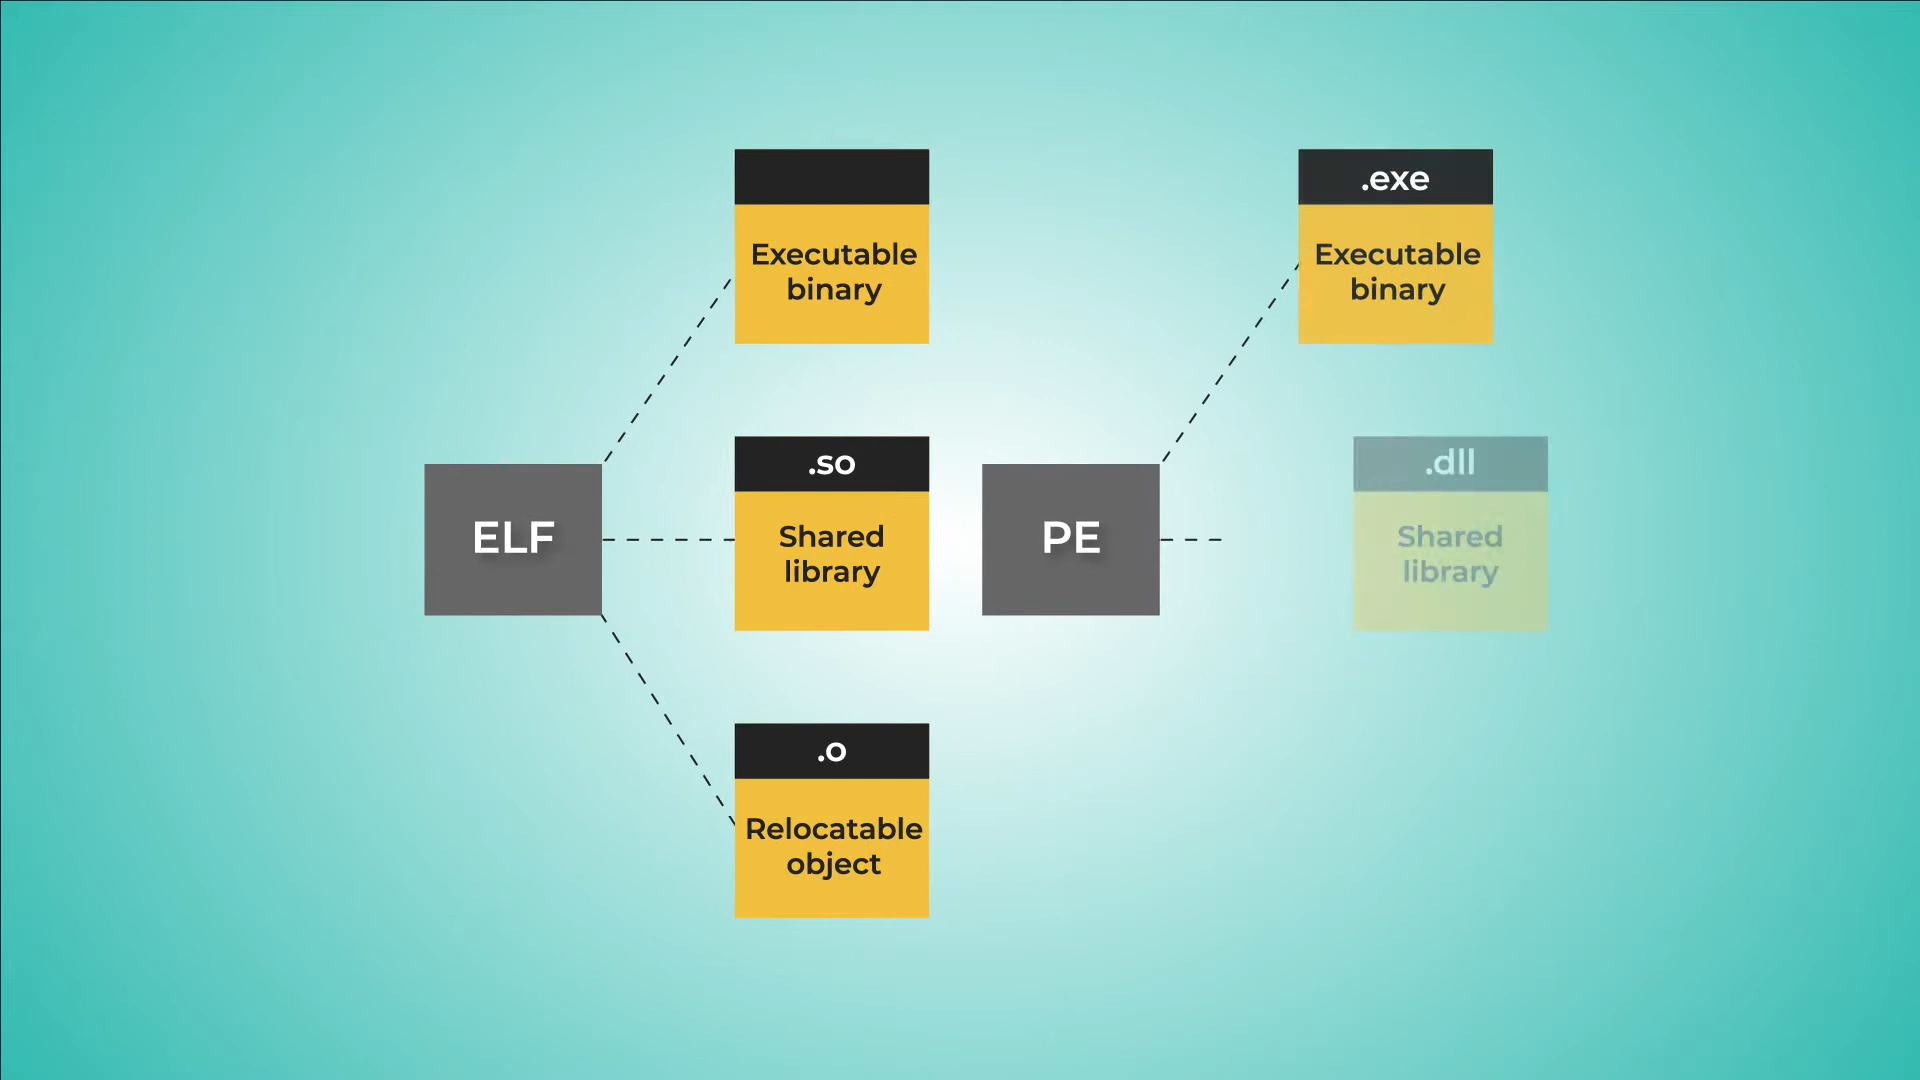 ELF
Executable
binary
.so
Shared
library
.o
Relocatable
object
PE
.exe
Executable
binary
.dll
Shared
library